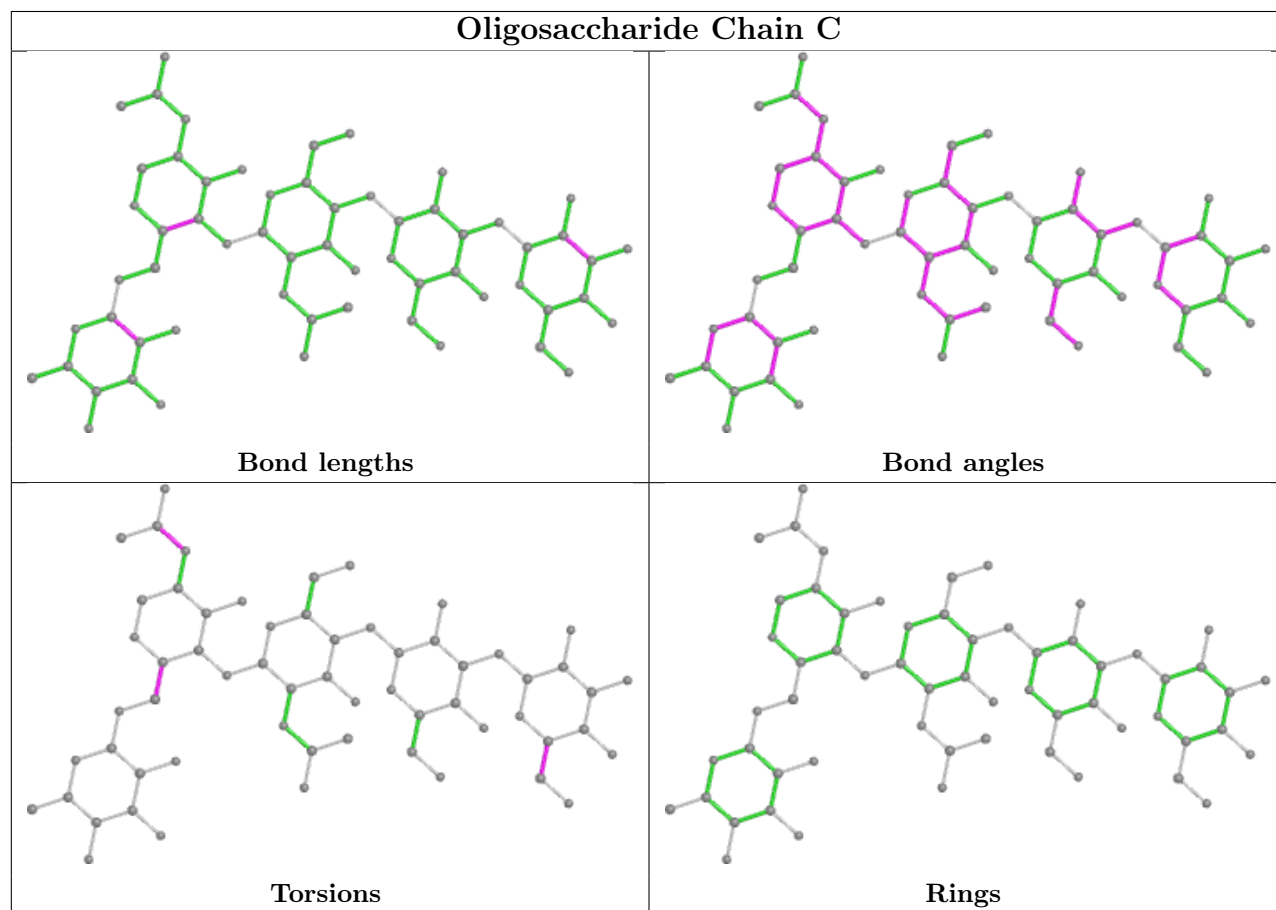 Oligosaccharide Chain C
Bond lengths
Bond angles
Torsions
Rings